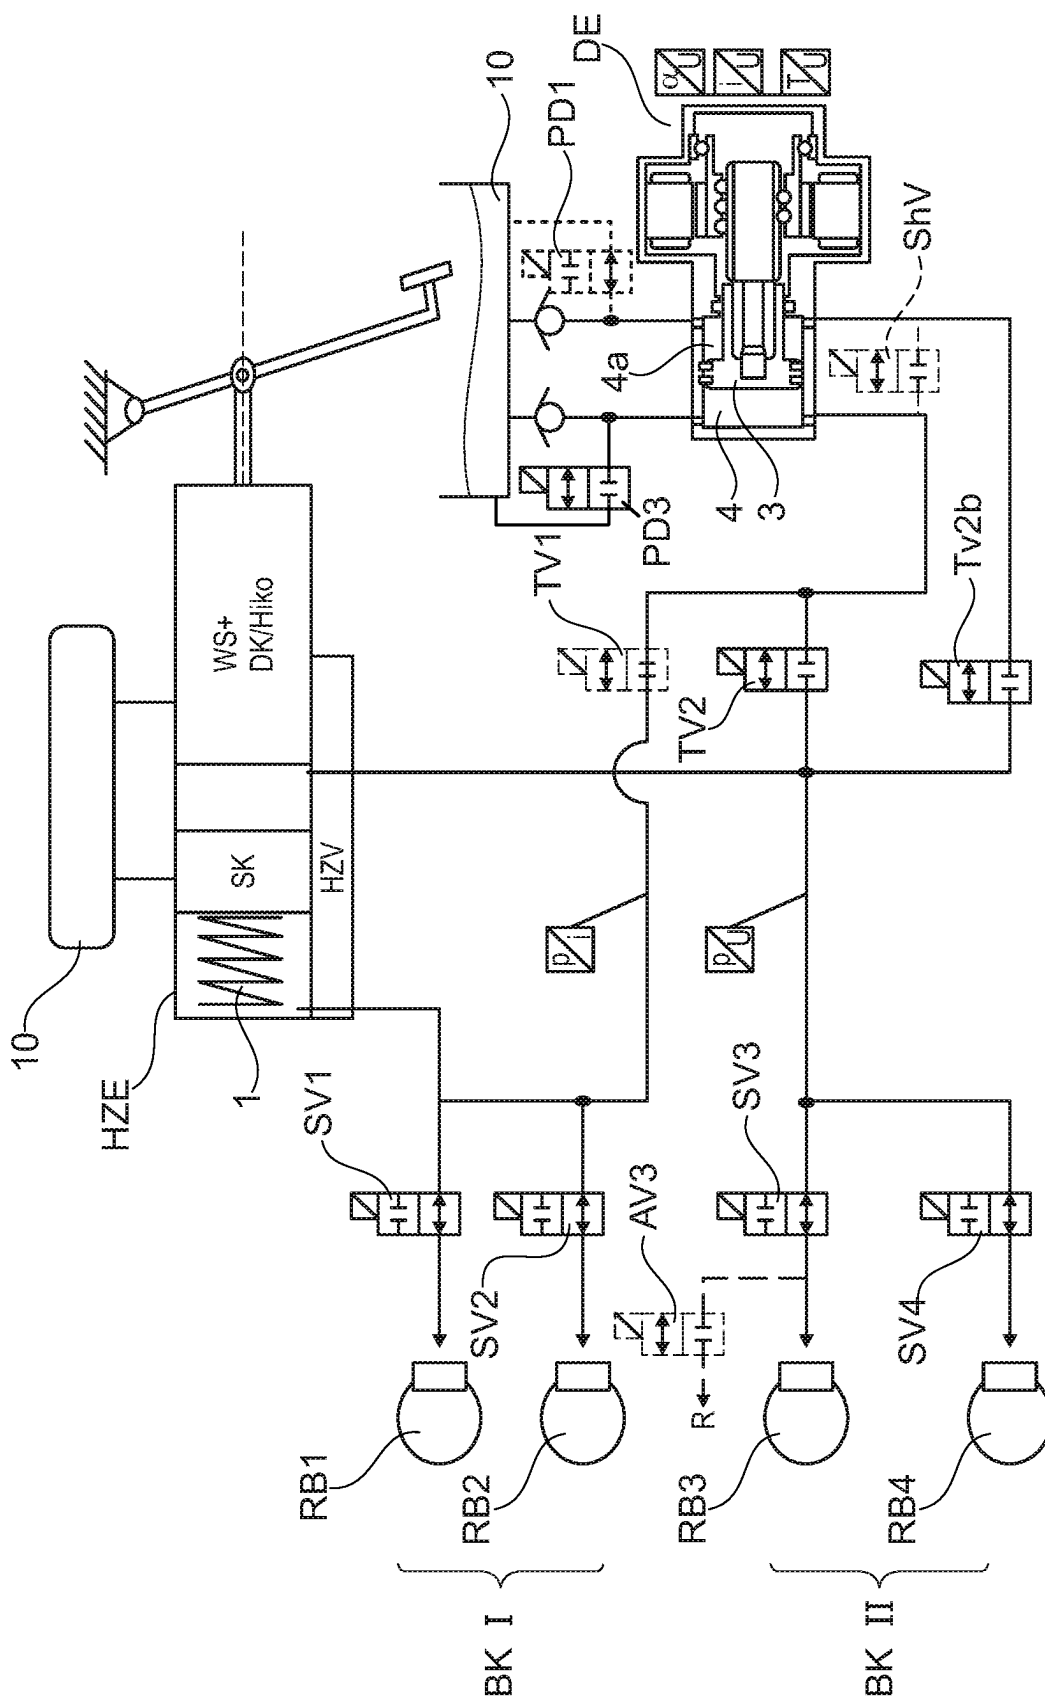 10
HZE
1
SK
WS+
DK/Hiko
HZV
SV1
SV2
RB1
RB2
BK I
AV3
R
SV3
SV4
RB3
RB4
BK II
p
i
p
U
TV1
TV2
Tv2b
PD3
10
PD1
4a
4
3
DE
α
U
i
U
T
U
ShV